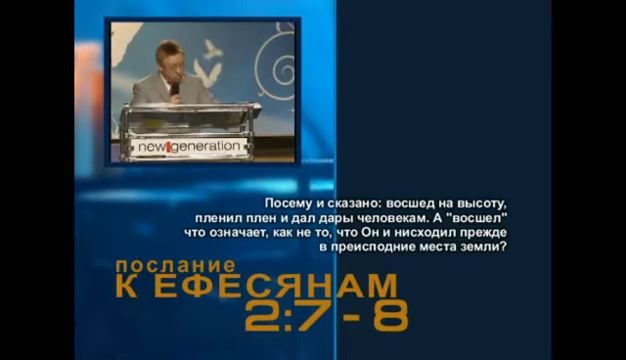 new generation
Посему и сказано: восшед на высоту,
пленил плен и дал дары человекам. А "восшел"
что означает, как не то, что Он и нисходил прежде
в преисподние места земли?
послание
К ЕФЕСЯНАМ
2:7 - 8